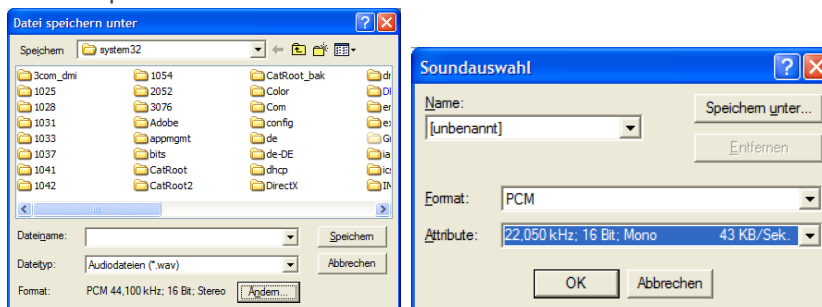 Datei speichern unter
Speichern
system32
3com_dmi
1025
1028
1031
1033
1037
1041
1042
1054
2052
3076
Adobe
appmgmt
bits
CatRoot
CatRoot2
CatRoot_bak
Color
Com
config
de
de-DE
dhcp
DirectX
Dateiname:
Speichern
Dateityp:
Audiodateien (*.wav)
Abbrechen
Format:
PCM 44,100 kHz; 16 Bit; Stereo
Ändern...
Soundauswahl
Name:
[unbenannt]
Speichern unter...
Entfernen
Format:
PCM
Attribute:
22,050 kHz; 16 Bit; Mono 43 KB/Sek.
OK
Abbrechen